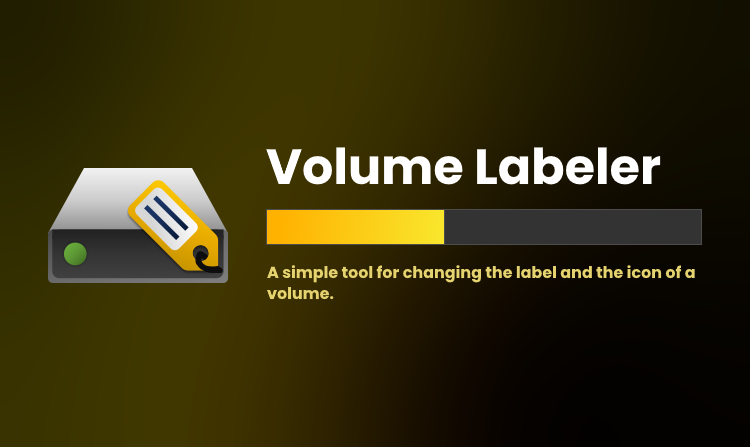 Volume Labeler
A simple tool for changing the label and the icon of a
volume.